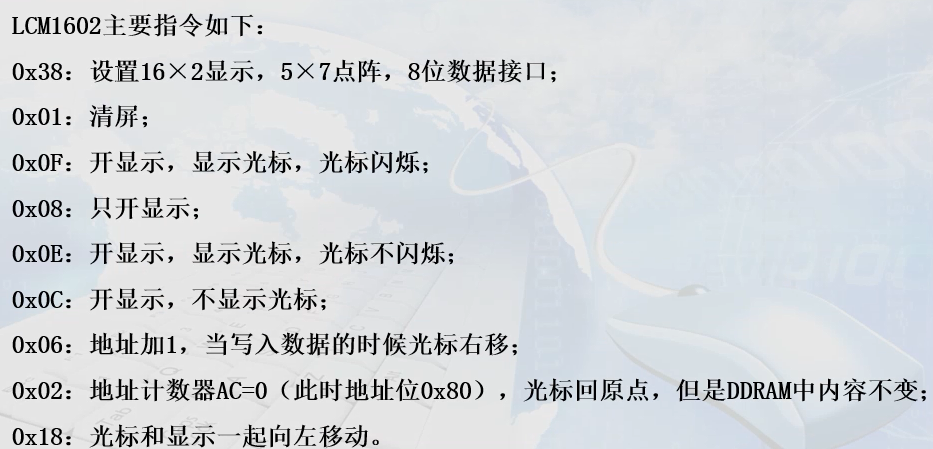 LCM1602主要指令如下：
0x38：设置16×2显示，5×7点阵，8位数据接口；
0x01：清屏；
0x0F：开显示，显示光标，光标闪烁；
0x08：只开显示；
0x0E：开显示，显示光标，光标不闪烁；
0x0C：开显示，不显示光标；
0x06：地址加1，当写入数据的时候光标右移；
0x02：地址计数器AC=0（此时地址位0x80），光标回原点，但是DDRAM中内容不变；
0x18：光标和显示一起向左移动。